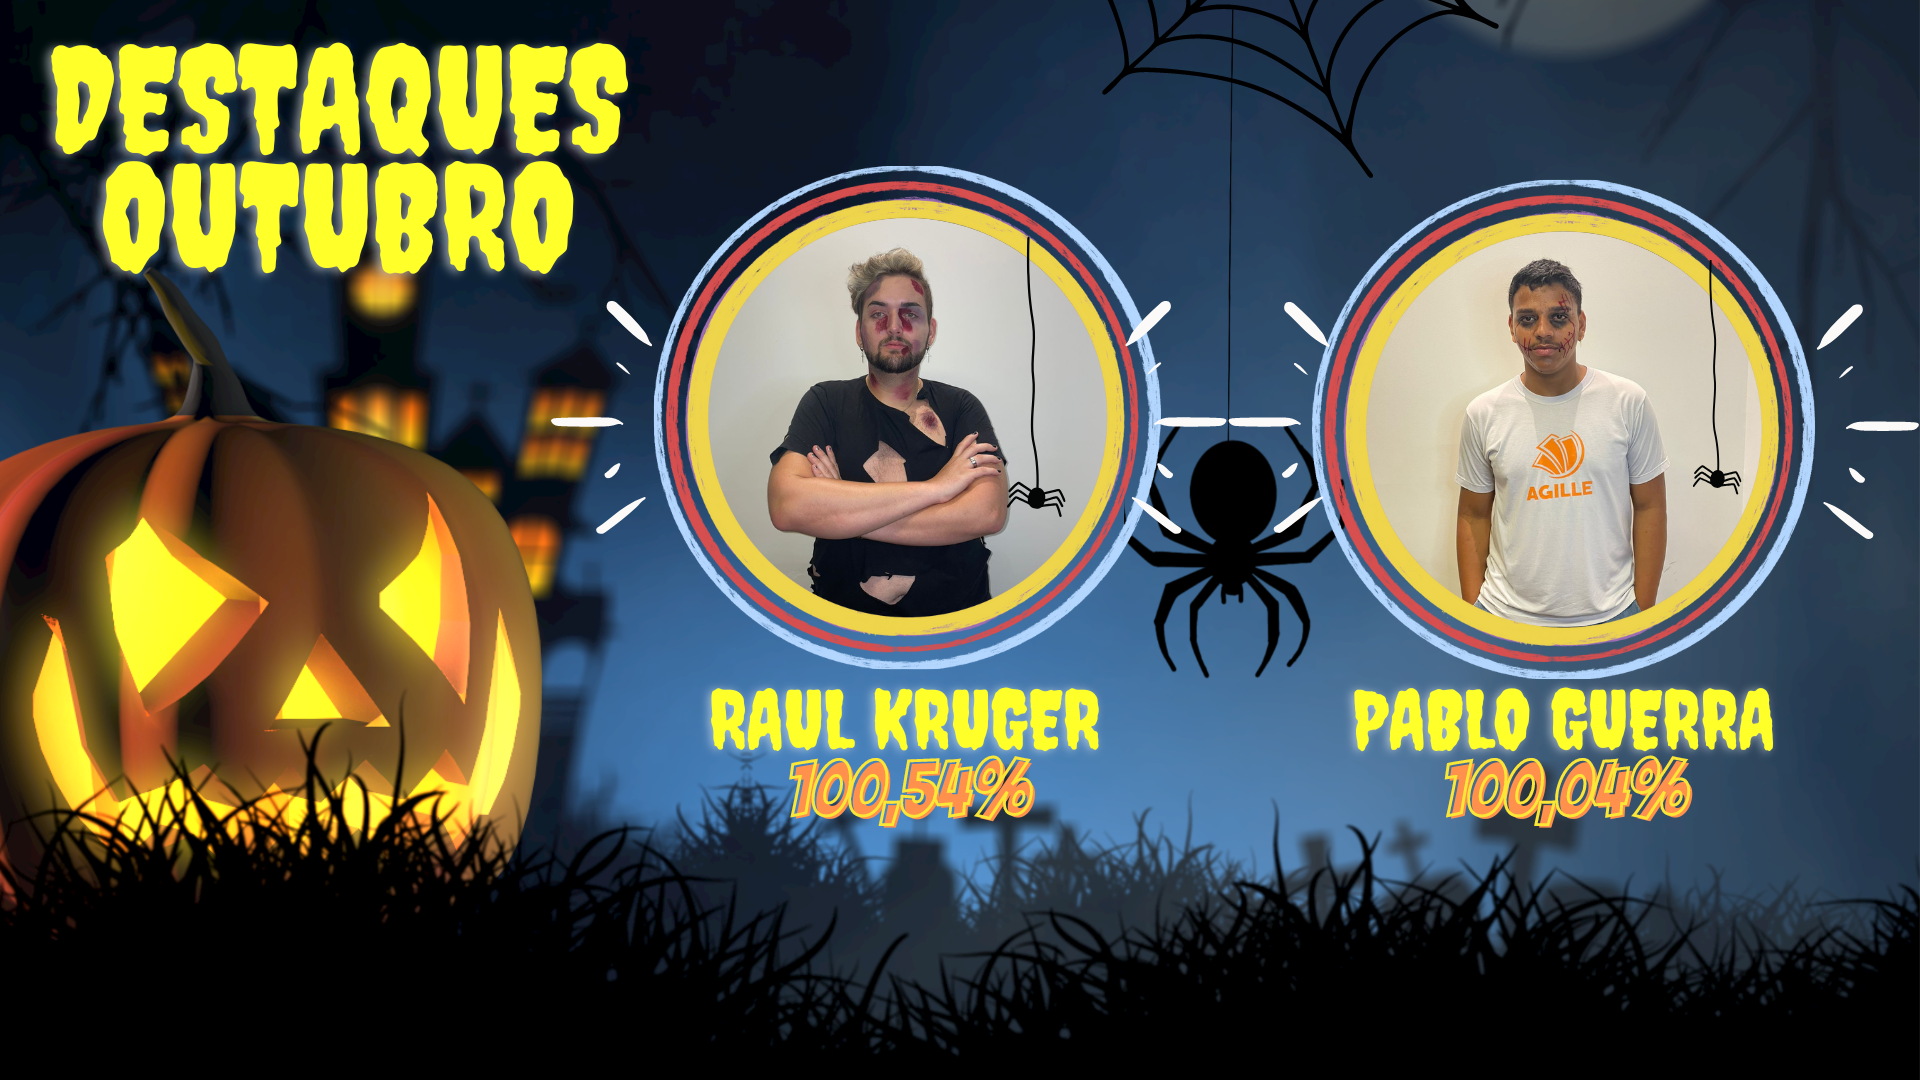 DESTAQUES
OUTUBRO
AGILLE
RAUL KRUGER
100,54%
PABLO GUERRA
100,04%